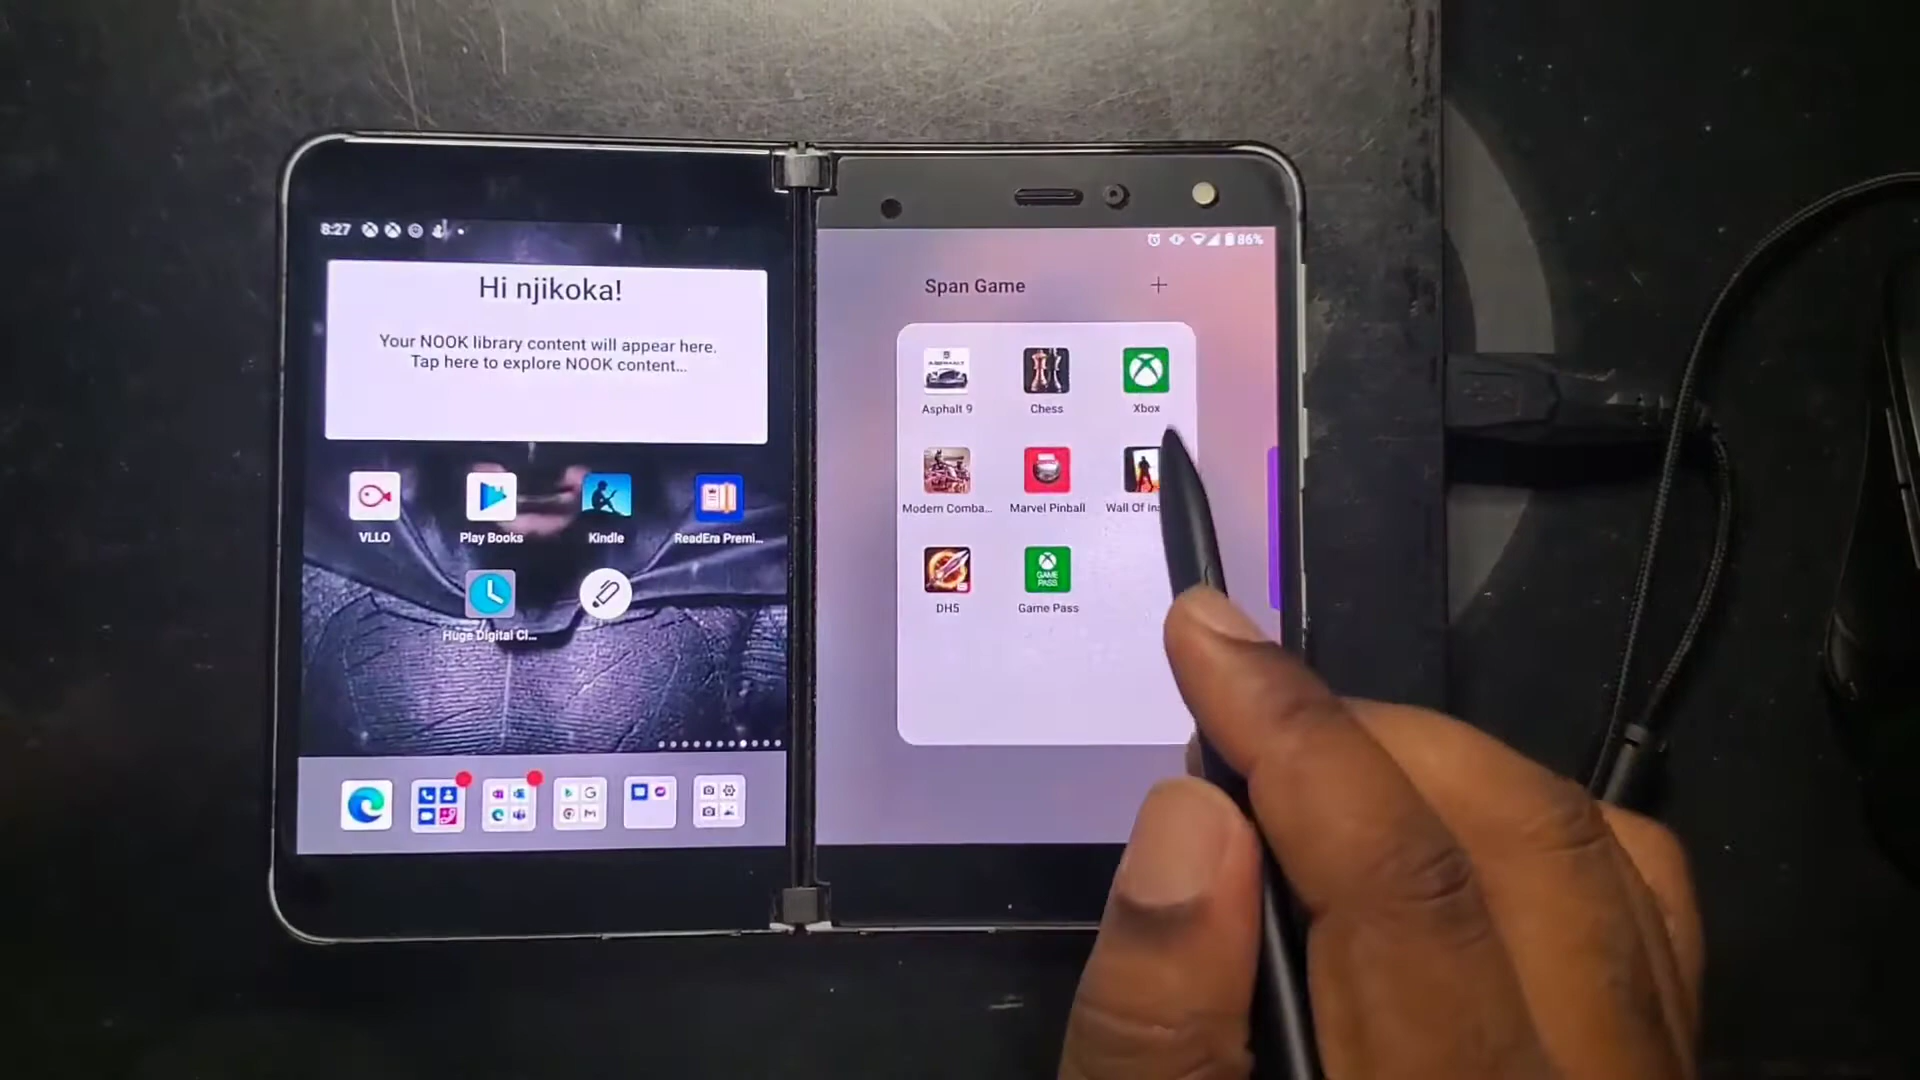 8:27
Hi njikoka!
Your NOOK library content will appear here.
Tap here to explore NOOK content...
VLLO
Play Books
Kindle
ReadEra Premi...
Huge Digital Cl...
86%
Span Game
Asphalt 9
Chess
Xbox
Modern Comba...
Marvel Pinball
Wall Of
DH5
GAME PASS
Game Pass